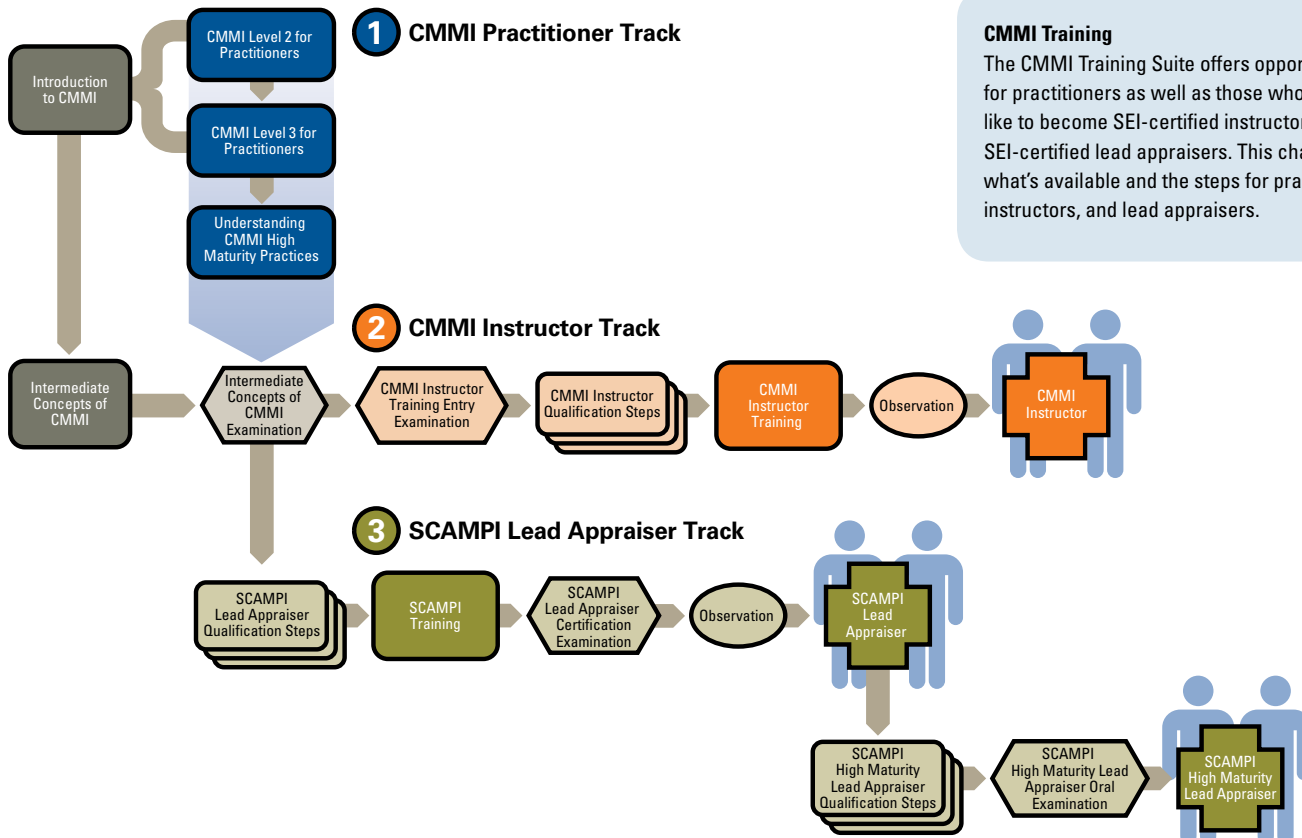 1 CMMI Practitioner Track
Introduction
to CMMI
CMMI Level 2 for
Practitioners
CMMI Level 3 for
Practitioners
Understanding
CMMI High
Maturity Practices
CMMI Training
The CMMI Training Suite offers oppor
for practitioners as well as those who
like to become SEI-certified instructor
SEI-certified lead appraisers. This cha
what's available and the steps for pra
instructors, and lead appraisers.
2 CMMI Instructor Track
Intermediate
Concepts of
CMMI
Intermediate
Concepts of
CMMI
Examination
CMMI Instructor
Training Entry
Examination
CMMI Instructor
Qualification Steps
CMMI
Instructor
Training
Observation
CMMI
Instructor
3 SCAMPI Lead Appraiser Track
SCAMPI
Lead Appraiser
Qualification Steps
SCAMPI
Training
SCAMPI
Lead Appraiser
Certification
Examination
Observation
SCAMPI
Lead
Appraiser
SCAMPI
High Maturity
Lead Appraiser
Qualification Steps
SCAMPI
High Maturity Lead
Appraiser Oral
Examination
SCAMPI
High Maturity
Lead Appraiser